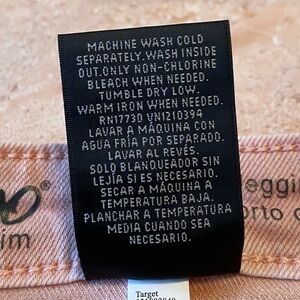 MACHINE WASH COLD
SEPARATELY.WASH INSIDE
OUT.ONLY NON-CHLORINE
BLEACH WHEN NEEDED.
TUMBLE DRY LOW.
WARM IRON WHEN NEEDED.
RN17730 VN1210394
LAVAR A MÁQUINA CON
AGUA FRÍA POR SEPARADO.
LAVAR AL REVÉS.
SOLO BLANQUEADOR SIN
LEJÍA SI ES NECESARIO.
SECAR A MÁQUINA A
TEMPERATURA BAJA.
PLANCHAR A TEMPERATURA
MEDIA CUANDO SEA
NECESARIO.
Target